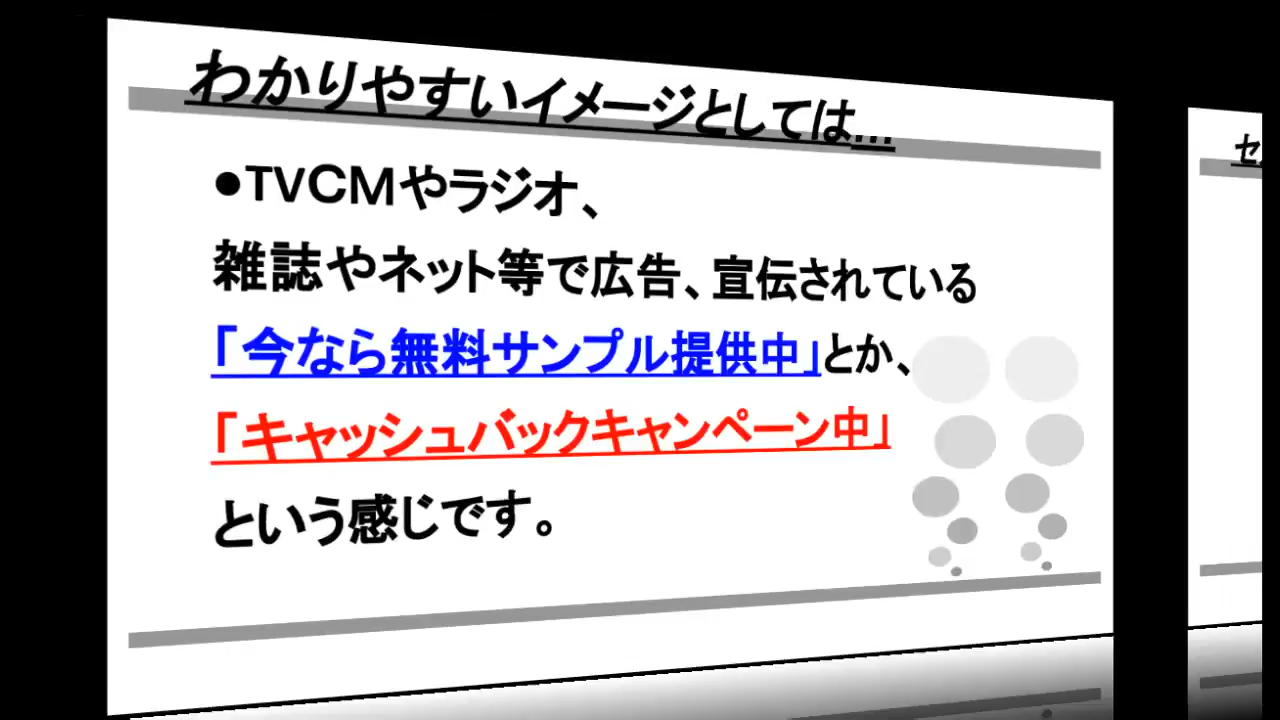 わかりやすいイメージとしては…
●TVCMやラジオ、
雑誌やネット等で広告、宣伝されている
「今なら無料サンプル提供中」とか、
「キャッシュバックキャンペーン中」
という感じです。